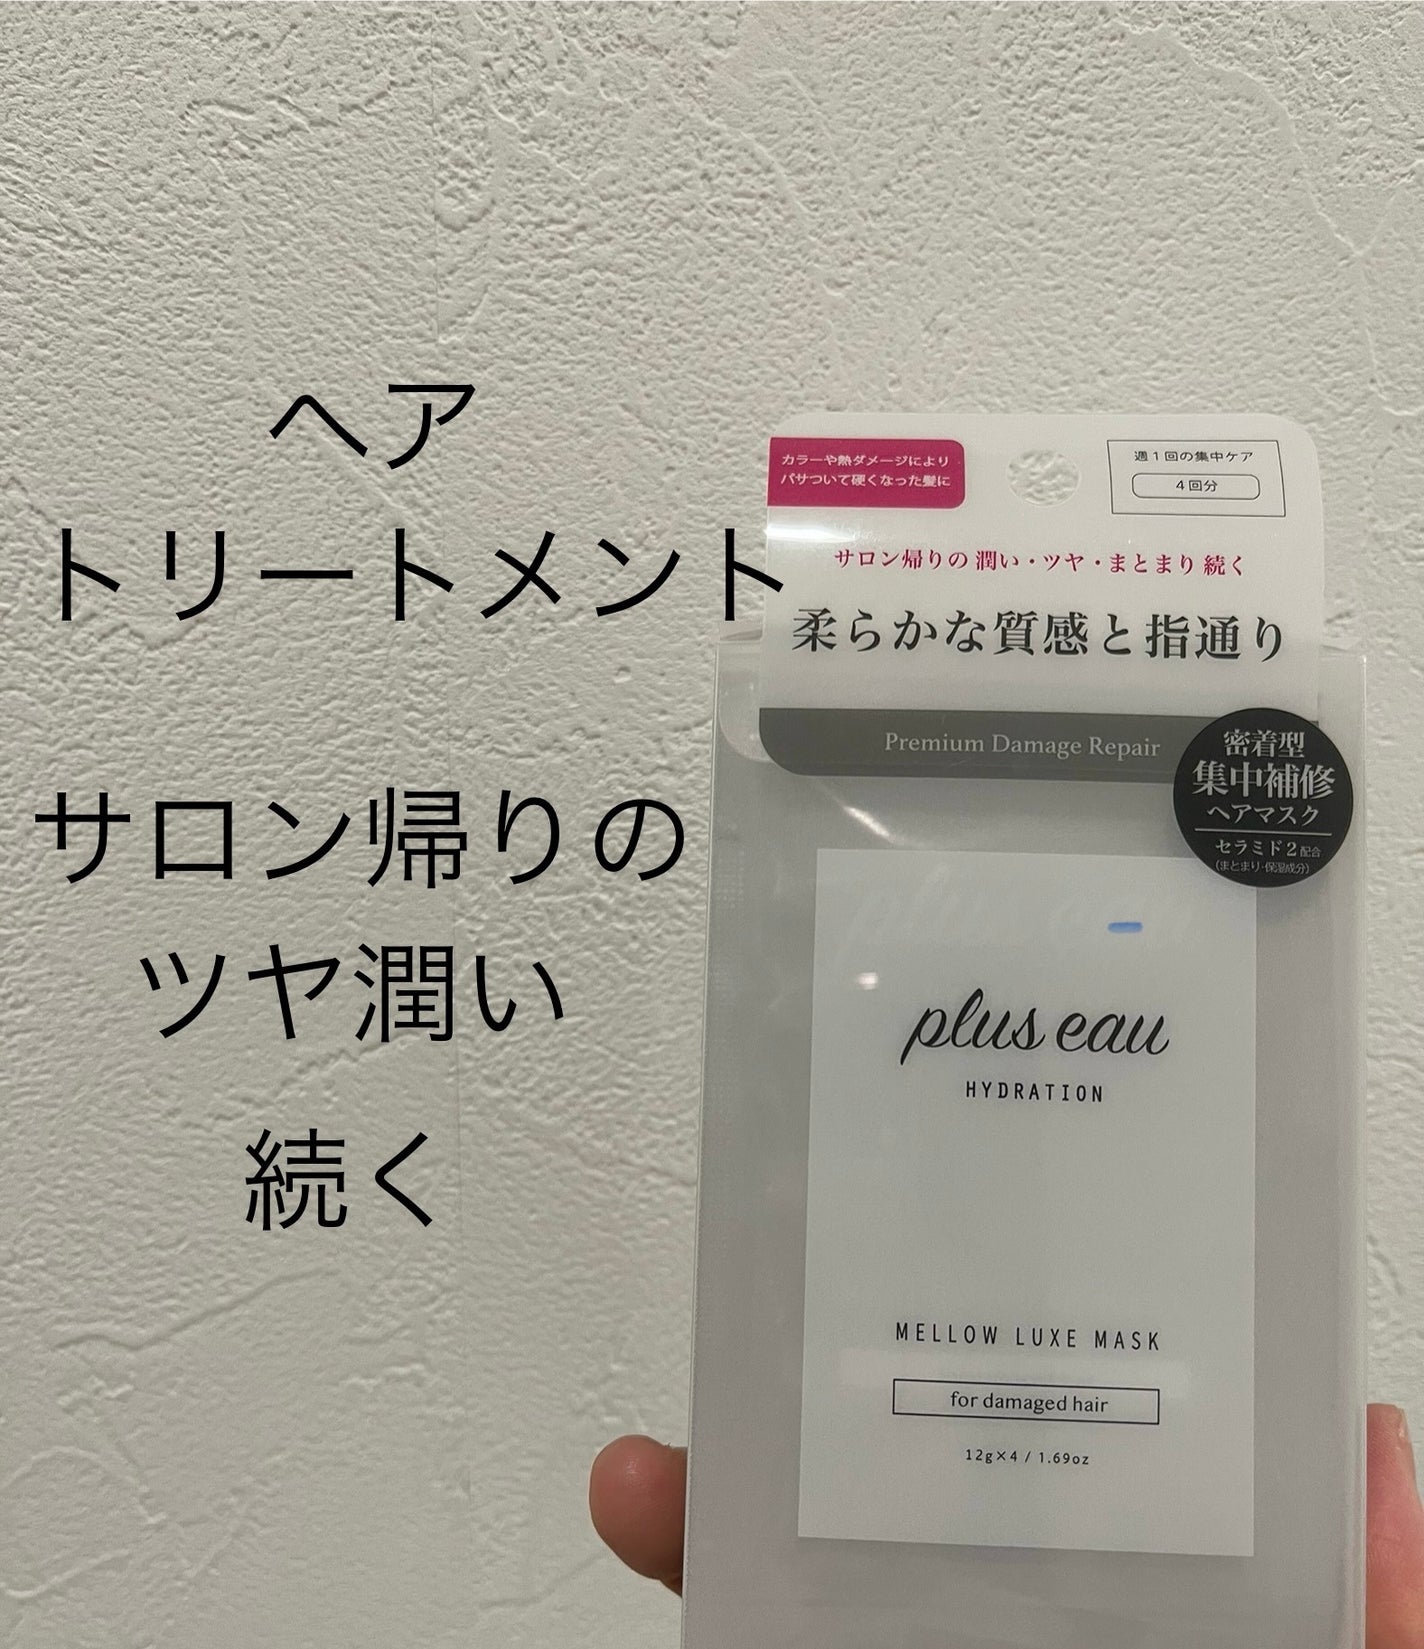 ヘア
トリートメント
サロン帰りの
ツヤ潤い
続く
カラーや熱ダメージにより
パサついて硬くなった髪に
週1回の集中ケア
4回分
サロン帰りの 潤い・ツヤ・まとまり 続く
柔らかな質感と指通り
Premium Damage Repair
密着型
集中補修
ヘアマスク
セラミド2配合
(まとまり・保湿成分)
plus eau
HYDRATION
MELLOW LUXE MASK
for damaged hair
12g×4 / 1.69oz